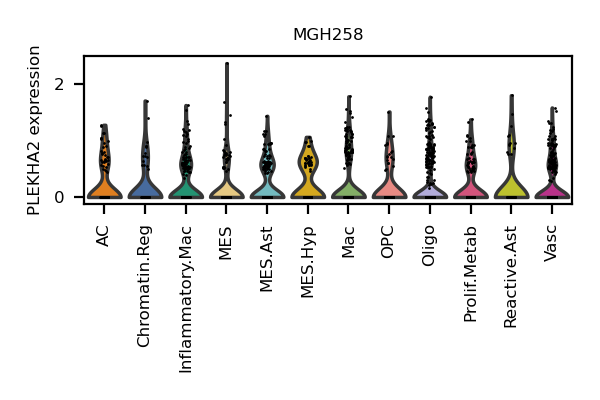 MGH258
PLEKHA2 expression
2
0
AC
Chromatin.Reg
Inflammatory.Mac
MES
MES.Ast
MES.Hyp
Mac
OPC
Oligo
Prolif.Metab
Reactive.Ast
Vasc